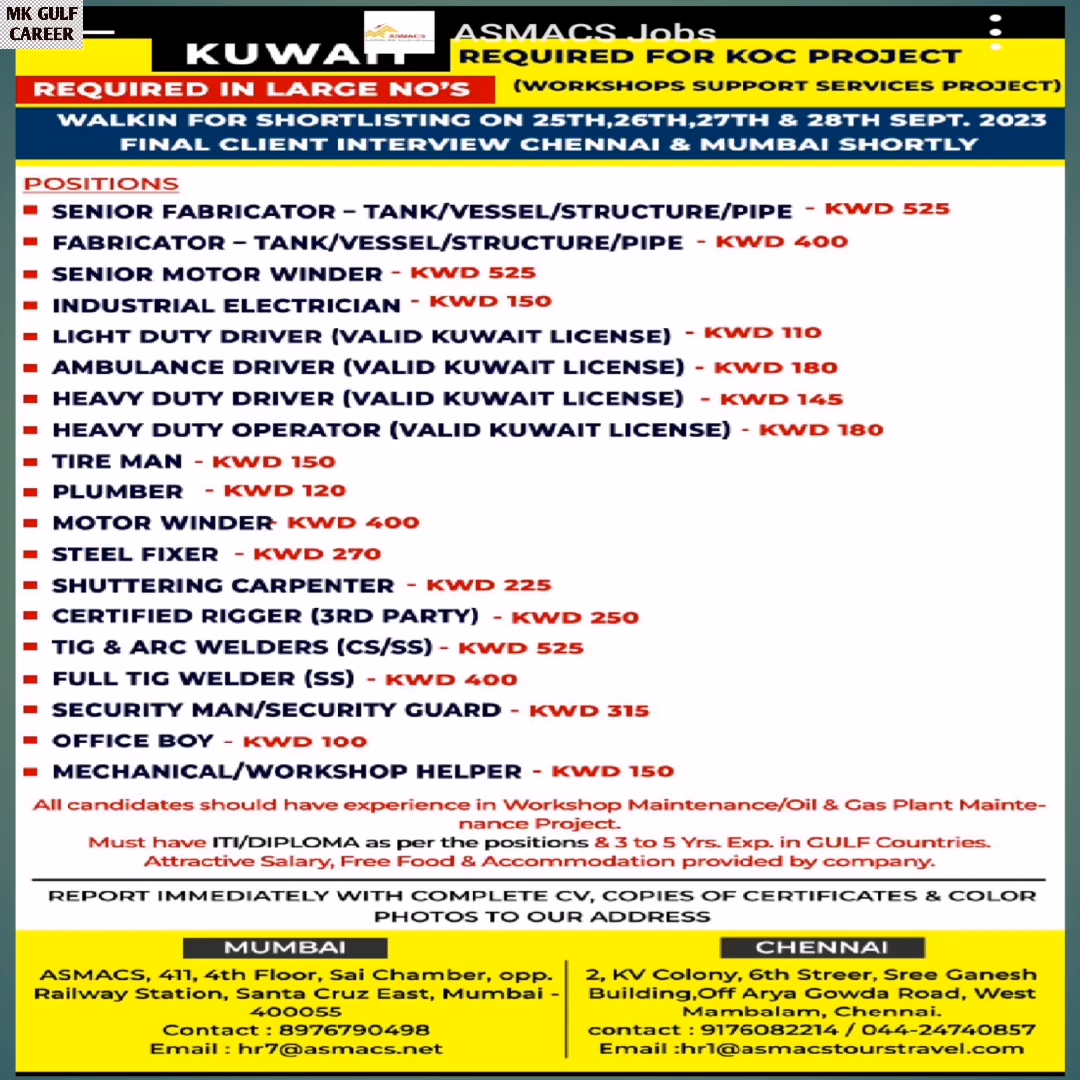 MK GULF
CAREER
ASMACS
ASMACS Jobs
KUWAIT
REQUIRED FOR KOC PROJECT
REQUIRED IN LARGE NO'S
(WORKSHOPS SUPPORT SERVICES PROJECT)
WALKIN FOR SHORTLISTING ON 25TH,26TH,27TH & 28TH SEPT. 2023
FINAL CLIENT INTERVIEW CHENNAI & MUMBAI SHORTLY
POSITIONS
SENIOR FABRICATOR – TANK/VESSEL/STRUCTURE/PIPE - KWD 525
FABRICATOR – TANK/VESSEL/STRUCTURE/PIPE - KWD 400
SENIOR MOTOR WINDER - KWD 525
INDUSTRIAL ELECTRICIAN - KWD 150
LIGHT DUTY DRIVER (VALID KUWAIT LICENSE) - KWD 110
AMBULANCE DRIVER (VALID KUWAIT LICENSE) - KWD 180
HEAVY DUTY DRIVER (VALID KUWAIT LICENSE) - KWD 145
HEAVY DUTY OPERATOR (VALID KUWAIT LICENSE) - KWD 180
TIRE MAN - KWD 150
PLUMBER - KWD 120
MOTOR WINDER- KWD 400
STEEL FIXER - KWD 270
SHUTTERING CARPENTER - KWD 225
CERTIFIED RIGGER (3RD PARTY) - KWD 250
TIG & ARC WELDERS (CS/SS) - KWD 525
FULL TIG WELDER (SS) - KWD 400
SECURITY MAN/SECURITY GUARD - KWD 315
OFFICE BOY - KWD 100
MECHANICAL/WORKSHOP HELPER - KWD 150
All candidates should have experience in Workshop Maintenance/Oil & Gas Plant Mainte-
nance Project.
Must have ITI/DIPLOMA as per the positions & 3 to 5 Yrs. Exp. in GULF Countries.
Attractive Salary, Free Food & Accommodation provided by company.
REPORT IMMEDIATELY WITH COMPLETE CV, COPIES OF CERTIFICATES & COLOR
PHOTOS TO OUR ADDRESS
MUMBAI
ASMACS, 411, 4th Floor, Sai Chamber, opp.
Railway Station, Santa Cruz East, Mumbai -
400055
Contact : 8976790498
Email : hr7@asmacs.net
CHENNAI
2, KV Colony, 6th Streer, Sree Ganesh
Building,Off Arya Gowda Road, West
Mambalam, Chennai.
contact : 9176082214 / 044-24740857
Email :hr1@asmacstourstravel.com